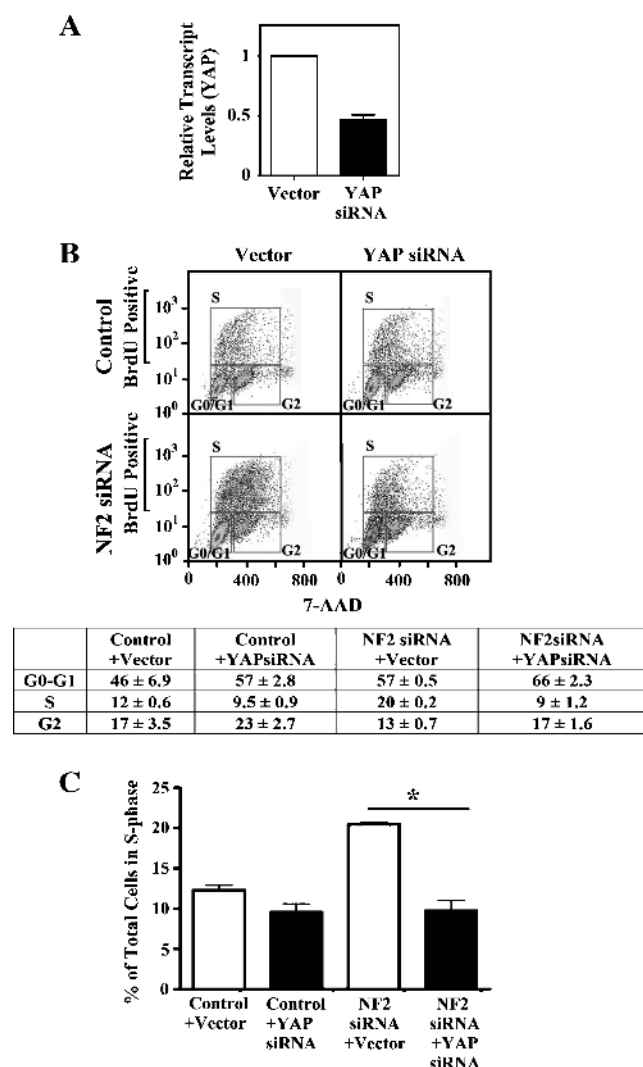 A
Relative Transcript
Levels (YAP)
1
0.5
0
Vector
YAP
siRNA
B
Vector
YAP siRNA
Control
BrdU Positive
10³
10²
10¹
10⁰
S
G0/G1
G2
S
G0/G1
G2
NF2 siRNA
BrdU Positive
10³
10²
10¹
10⁰
S
G0/G1
G2
S
G0/G1
G2
0 400 800
0 400 800
7-AAD
Control +Vector
Control +YAPsiRNA
NF2 siRNA +Vector
NF2siRNA +YAPsiRNA
G0-G1 46 ± 6.9 57 ± 2.8 57 ± 0.5 66 ± 2.3
S 12 ± 0.6 9.5 ± 0.9 20 ± 0.2 9 ± 1.2
G2 17 ± 3.5 23 ± 2.7 13 ± 0.7 17 ± 1.6
C
% of Total Cells in S-phase
25
20
15
10
5
0
*
Control
+Vector
Control
+YAP
siRNA
NF2
siRNA
+Vector
NF2
siRNA
+YAP
siRNA